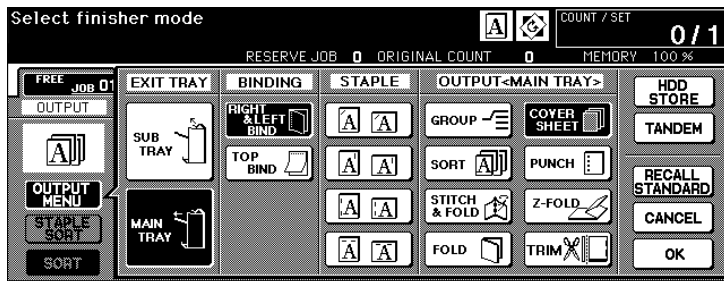 Select finisher mode
COUNT / SET
0/1
RESERVE JOB 0 ORIGINAL COUNT 0 MEMORY 100 %
FREE
JOB 01
OUTPUT
A
OUTPUT
MENU
STAPLE
SORT
SORT
EXIT TRAY
SUB
TRAY
MAIN
TRAY
BINDING
RIGHT
&LEFT
BIND
TOP
BIND
STAPLE
A A
A A
A A
A A
OUTPUT<MAIN TRAY>
GROUP
COVER
SHEET
SORT A
PUNCH
STITCH
& FOLD
Z-FOLD
FOLD
TRIM
HDD
STORE
TANDEM
RECALL
STANDARD
CANCEL
OK